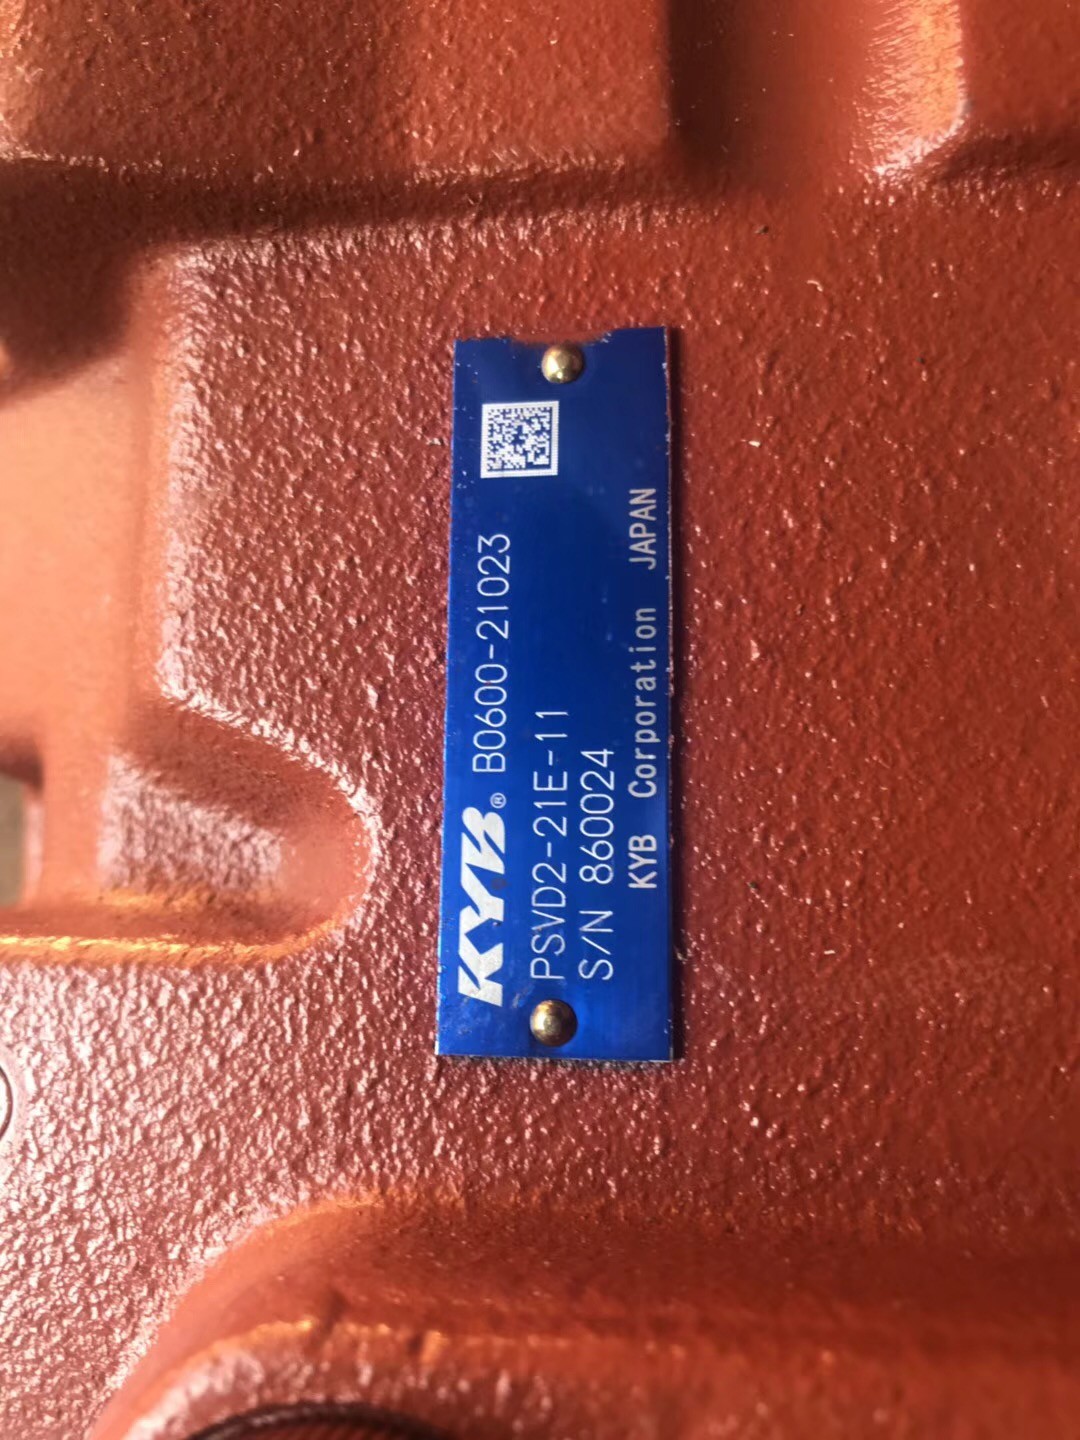 KYB® B0600-21023
PSVD2-21E-11
S/N 860024
KYB Corporation JAPAN